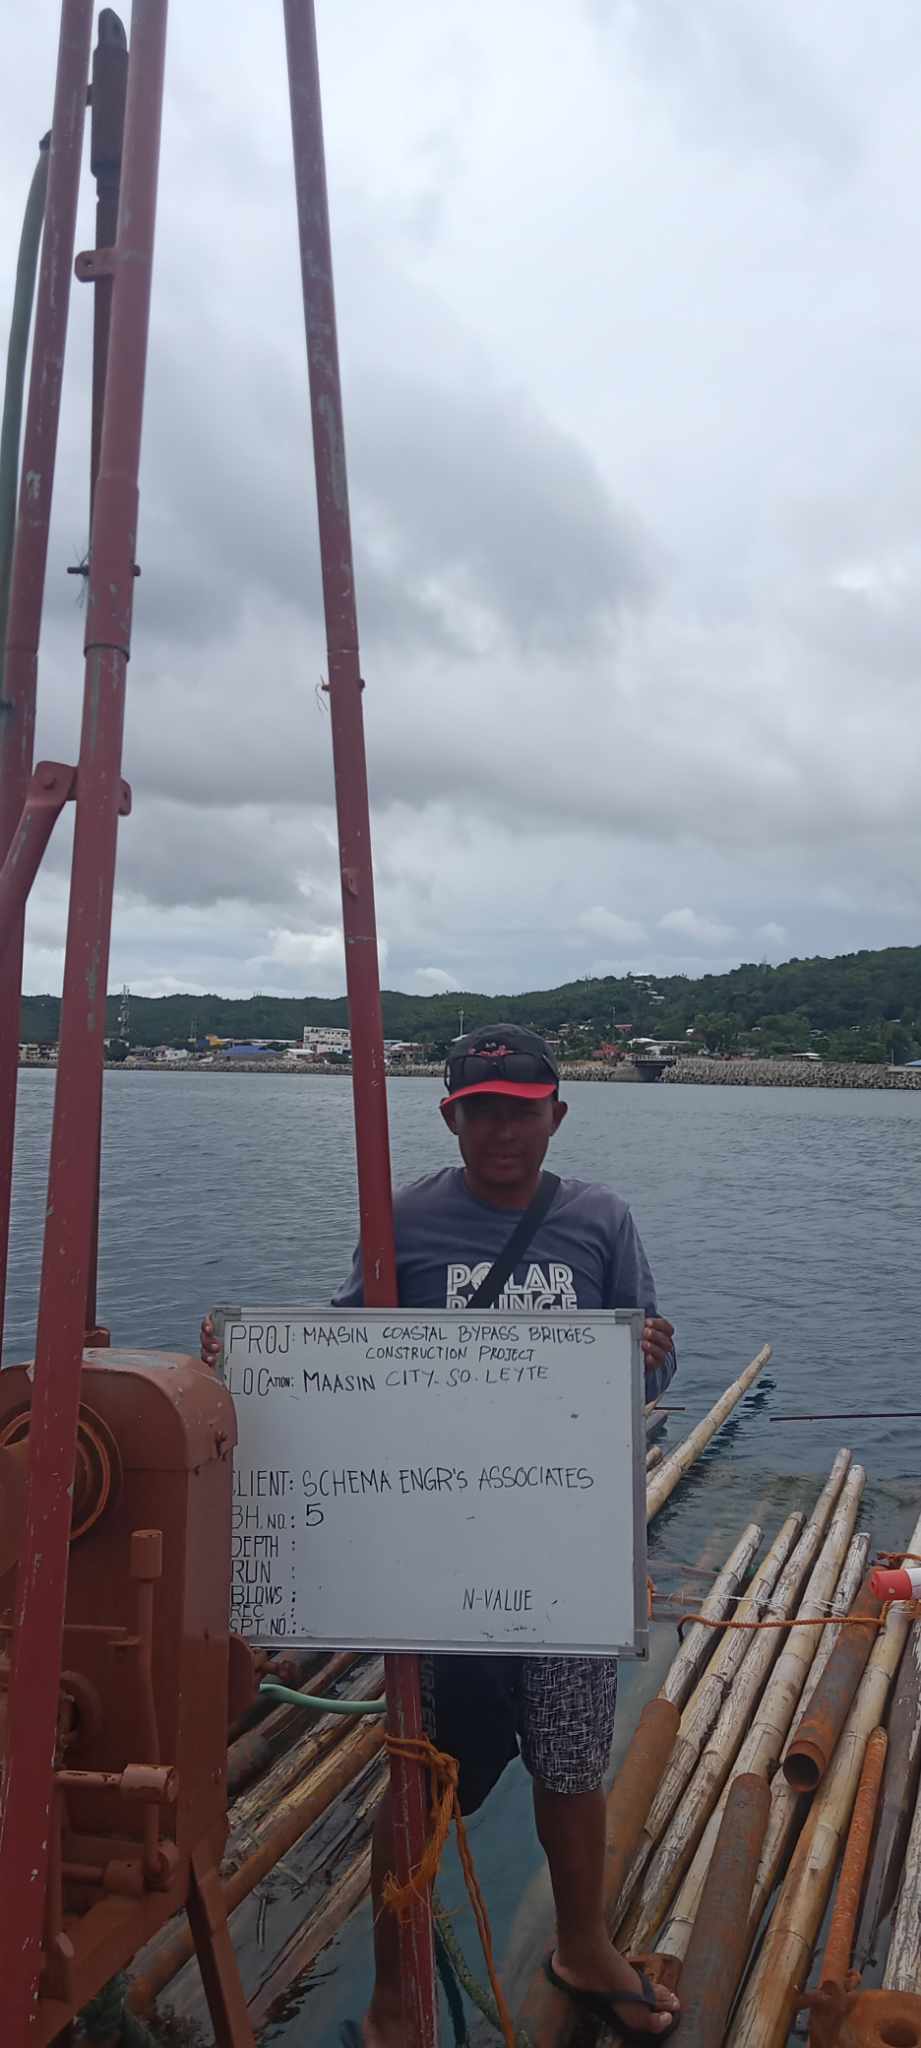 POLAR
PLUNGE
PROJ: MAASIN COASTAL BYPASS BRIDGES
CONSTRUCTION PROJECT
LOCATION: MAASIN CITY. SO. LEYTE
CLIENT: SCHEMA ENGR'S ASSOCIATES
BH. NO.: 5
DEPTH :
RUN :
BLOWS : N-VALUE
REC :
SPT NO.: